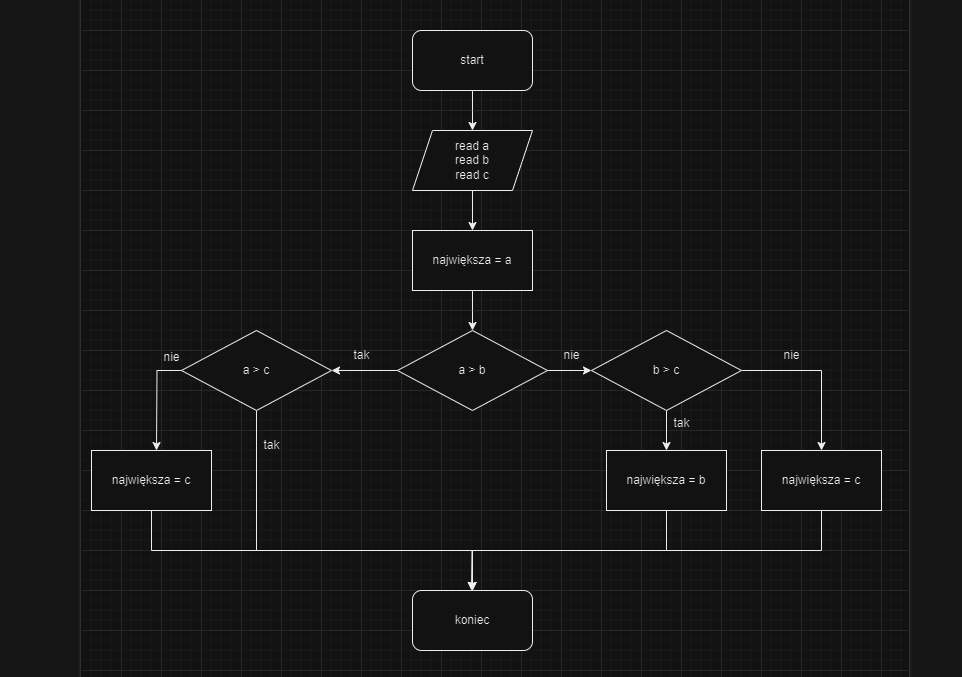 start
read a
read b
read c
największa = a
nie
a > c
tak
a > b
nie
b > c
nie
tak
tak
największa = c
największa = b
największa = c
koniec